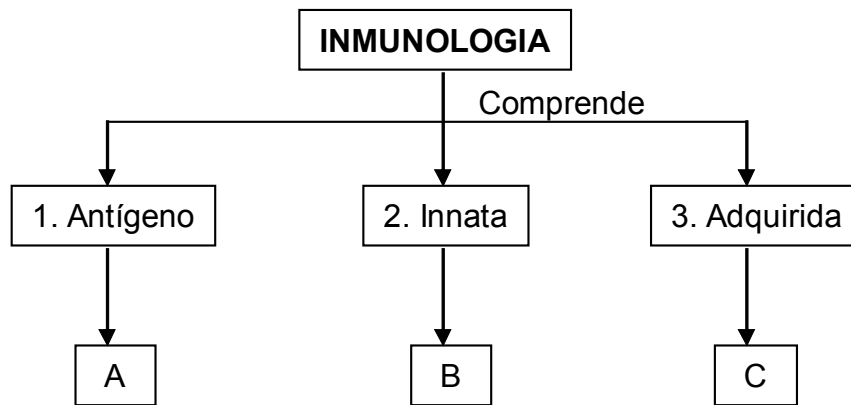 INMUNOLOGIA
Comprende
1. Antígeno
2. Innata
3. Adquirida
A
B
C